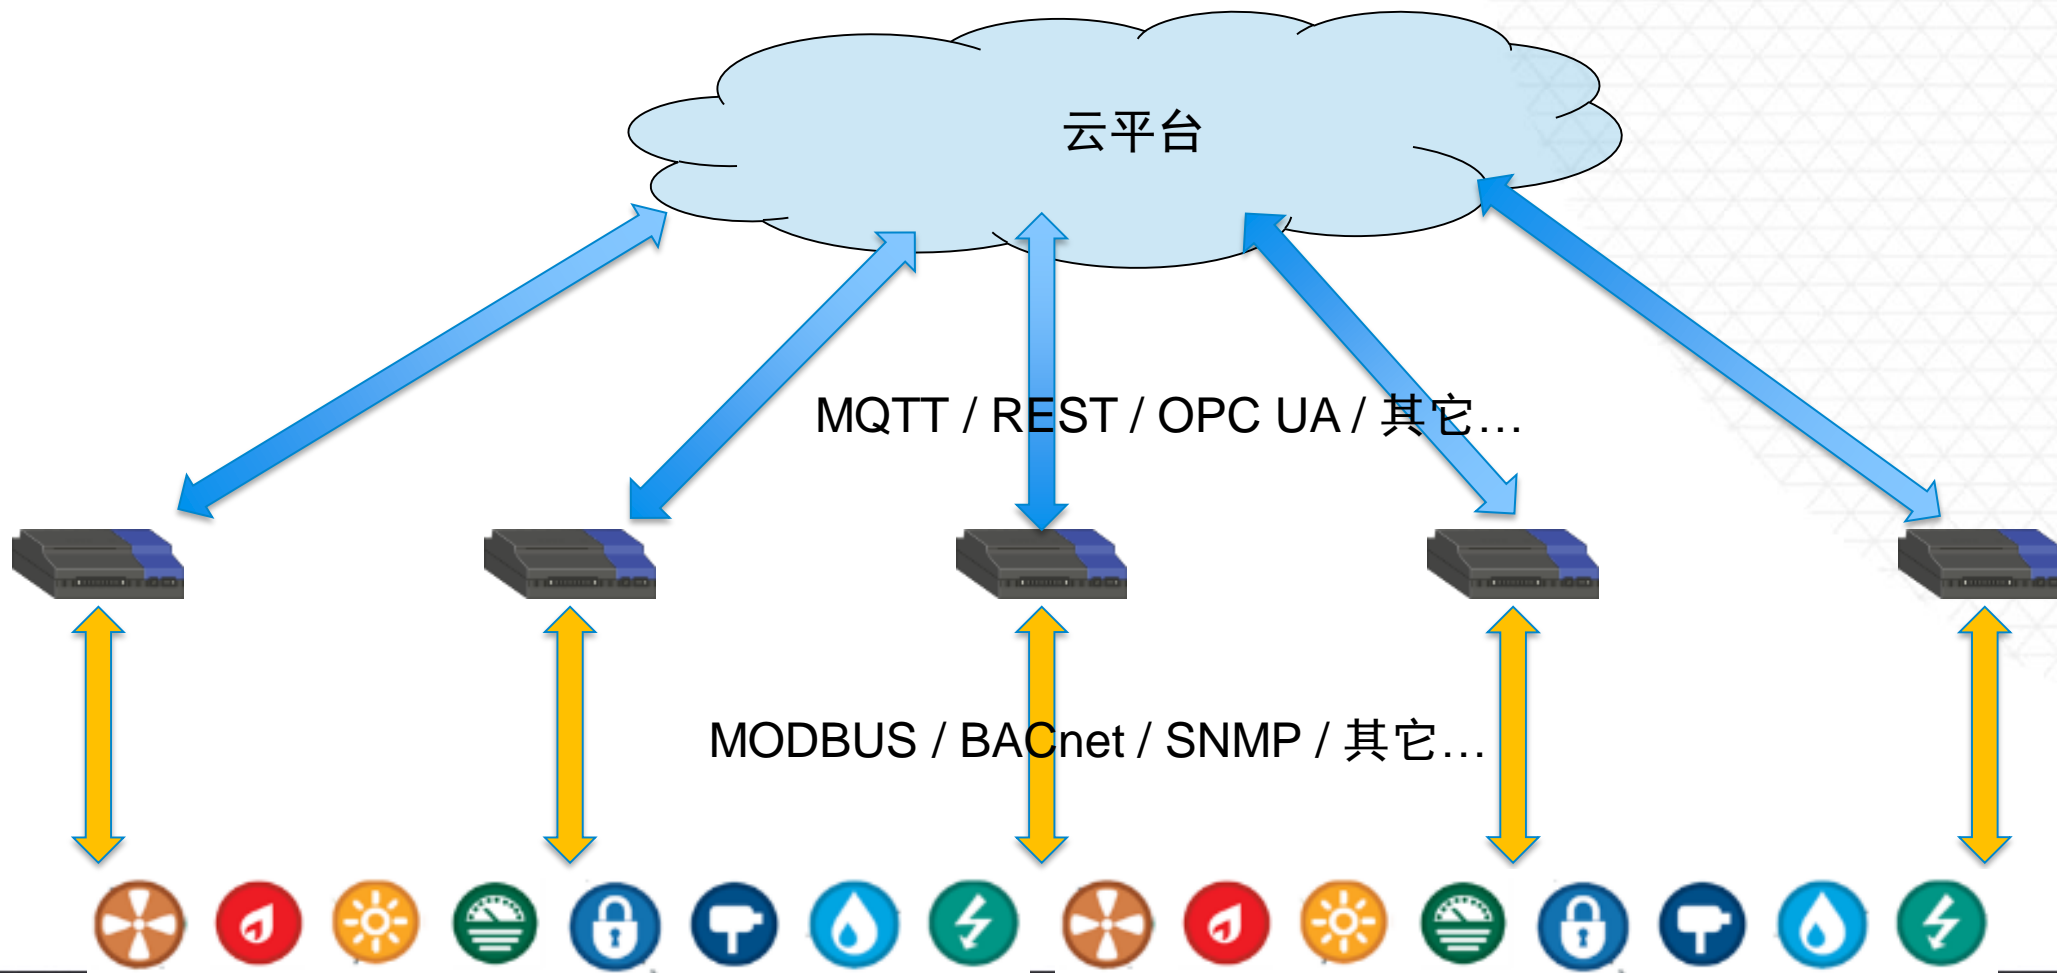 云平台
MQTT / REST / OPC UA / 其它…
MODBUS / BACnet / SNMP / 其它…